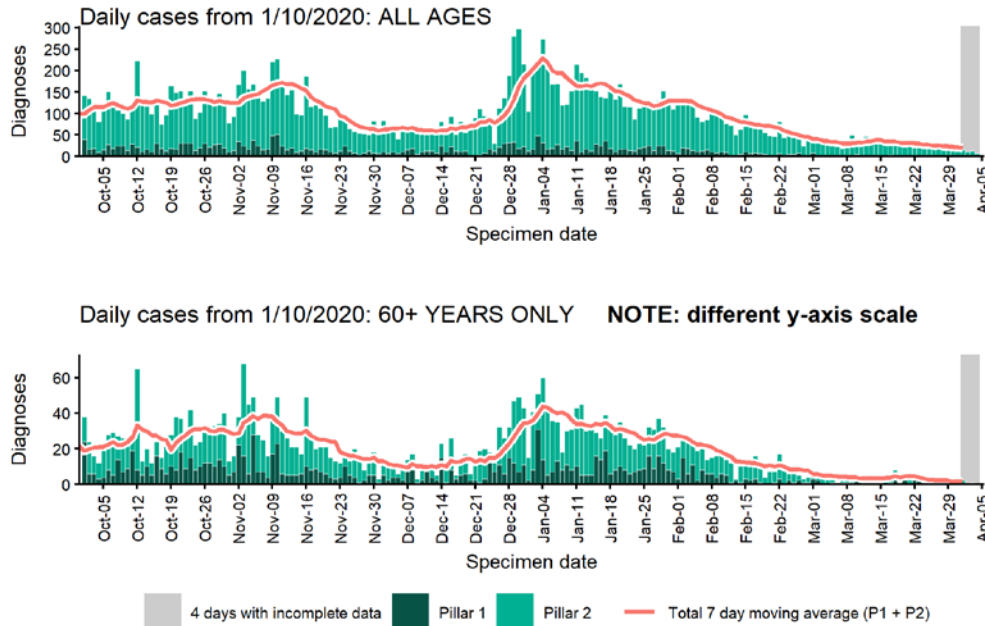 Daily cases from 1/10/2020: ALL AGES
300
250
200
150
100
50
0
Diagnoses
Oct-05
Oct-12
Oct-19
Oct-26
Nov-02
Nov-09
Nov-16
Nov-23
Nov-30
Dec-07
Dec-14
Dec-21
Dec-28
Jan-04
Jan-11
Jan-18
Jan-25
Feb-01
Feb-08
Feb-15
Feb-22
Mar-01
Mar-08
Mar-15
Mar-22
Mar-29
Apr-05
Specimen date
Daily cases from 1/10/2020: 60+ YEARS ONLY NOTE: different y-axis scale
60
40
20
0
Diagnoses
Oct-05
Oct-12
Oct-19
Oct-26
Nov-02
Nov-09
Nov-16
Nov-23
Nov-30
Dec-07
Dec-14
Dec-21
Dec-28
Jan-04
Jan-11
Jan-18
Jan-25
Feb-01
Feb-08
Feb-15
Feb-22
Mar-01
Mar-08
Mar-15
Mar-22
Mar-29
Apr-05
Specimen date
4 days with incomplete data Pillar 1 Pillar 2 Total 7 day moving average (P1 + P2)